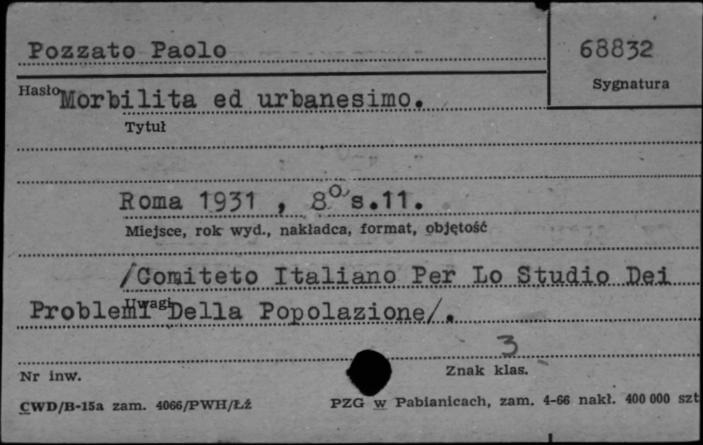 Pozzato Paolo
68832
Sygnatura
Hasło
Morbilita ed urbanesimo.
Tytuł
Roma 1931 , 8° s.11.
Miejsce, rok wyd., nakładca, format, objętość
/Comiteto Italiano Per Lo Studio Dei
Problemi Della Popolazione/.
Uwagi
3
Nr inw.
Znak klas.
CWD/B-15a zam. 4066/PWH/Łż
PZG w Pabianicach, zam. 4-66 nakł. 400 000 szt